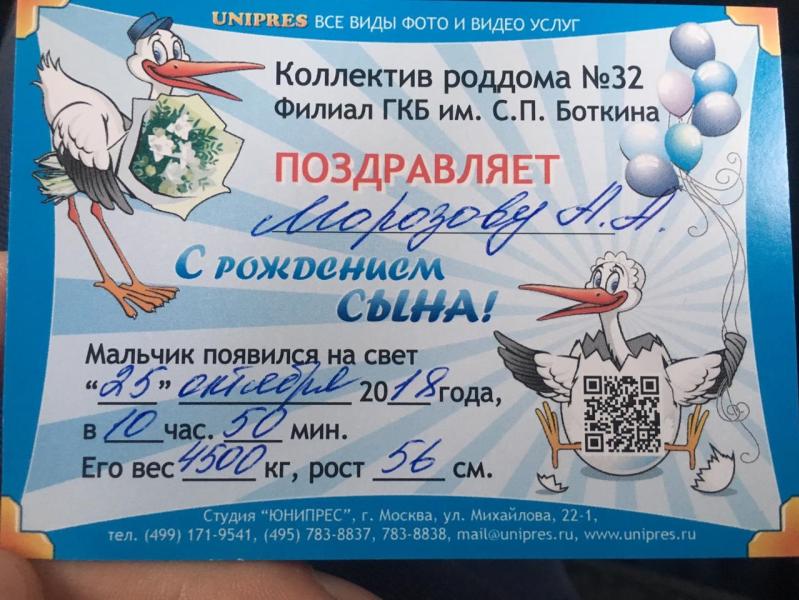 UNIPRES ВСЕ ВИДЫ ФОТО И ВИДЕО УСЛУГ
Коллектив роддома №32
Филиал ГКБ им. С.П. Боткина
ПОЗДРАВЛЯЕТ
Морозову А. А.
С РОЖДЕНИЕМ
СЫНА!
Мальчик появился на свет
"25" октября 2018 года,
в 10 час. 50 мин.
Его вес 4500 кг, рост 56 см.
Студия "ЮНИПРЕС", г. Москва, ул. Михайлова, 22-1,
тел. (499) 171-9541, (495) 783-8837, 783-8838, mail@unipres.ru, www.unipres.ru